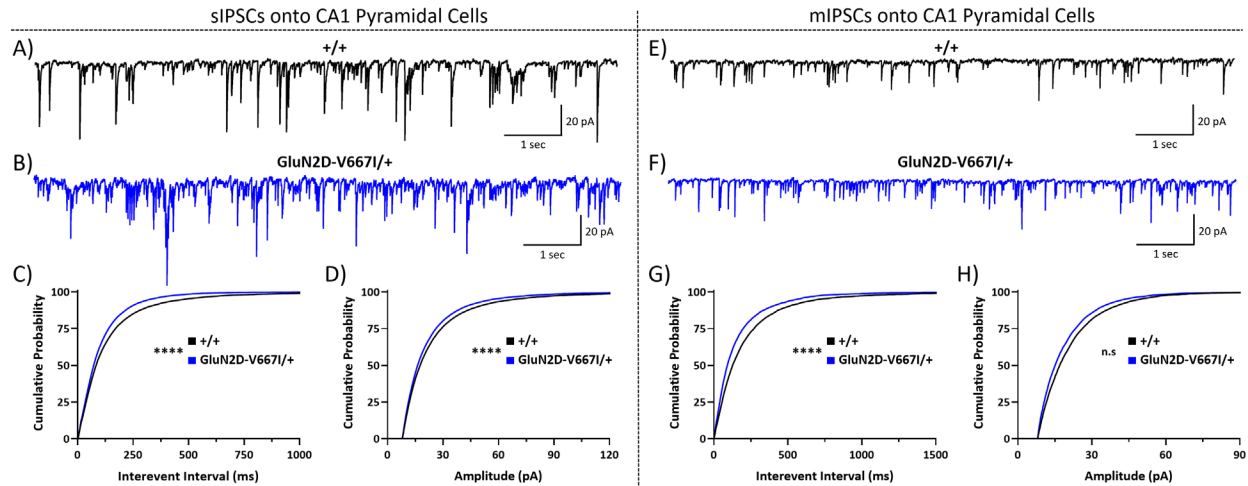 sIPSCs onto CA1 Pyramidal Cells
mIPSCs onto CA1 Pyramidal Cells
A)
+/+
20 pA
1 sec
B)
GluN2D-V667I/+
20 pA
1 sec
E)
+/+
20 pA
1 sec
F)
GluN2D-V667I/+
20 pA
1 sec
C)
Cumulative Probability
100
75
50
25
0
****
+/+
GluN2D-V667I/+
0 250 500 750 1000
Interevent Interval (ms)
D)
Cumulative Probability
100
75
50
25
0
****
+/+
GluN2D-V667I/+
0 30 60 90 120
Amplitude (pA)
G)
Cumulative Probability
100
75
50
25
0
****
+/+
GluN2D-V667I/+
0 500 1000 1500
Interevent Interval (ms)
H)
Cumulative Probability
100
75
50
25
0
n.s
+/+
GluN2D-V667I/+
0 30 60 90
Amplitude (pA)